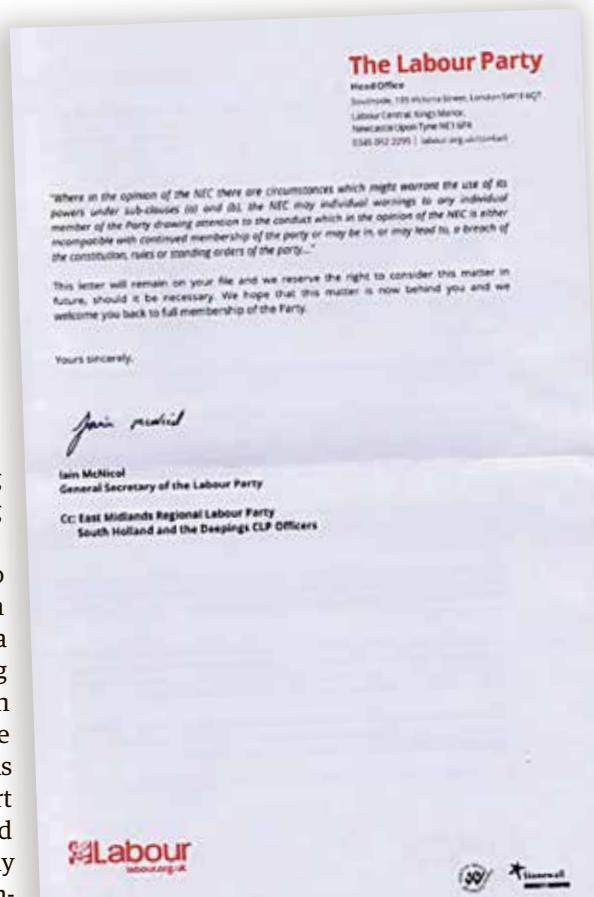 The Labour Party
Head Office
Southside, 105 Victoria Street, London SW1E 6QT
Labour Central, Kings Manor,
Newcastle Upon Tyne NE1 6PA
0345 092 2299 | labour.org.uk/contact
"Where in the opinion of the NEC there are circumstances which might warrant the use of its
powers under sub-clauses (a) and (b), the NEC may individual warnings to any individual
member of the Party drawing attention to the conduct which in the opinion of the NEC is either
incompatible with continued membership of the party or may be in, or may lead to, a breach of
the constitution, rules or standing orders of the party..."
This letter will remain on your file and we reserve the right to consider this matter in
future, should it be necessary. We hope that this matter is now behind you and we
welcome you back to full membership of the Party.
Yours sincerely,
Iain McNicol
General Secretary of the Labour Party
Cc: East Midlands Regional Labour Party
South Holland and the Deepings CLP Officers
Labour
labour.org.uk
Stonewall